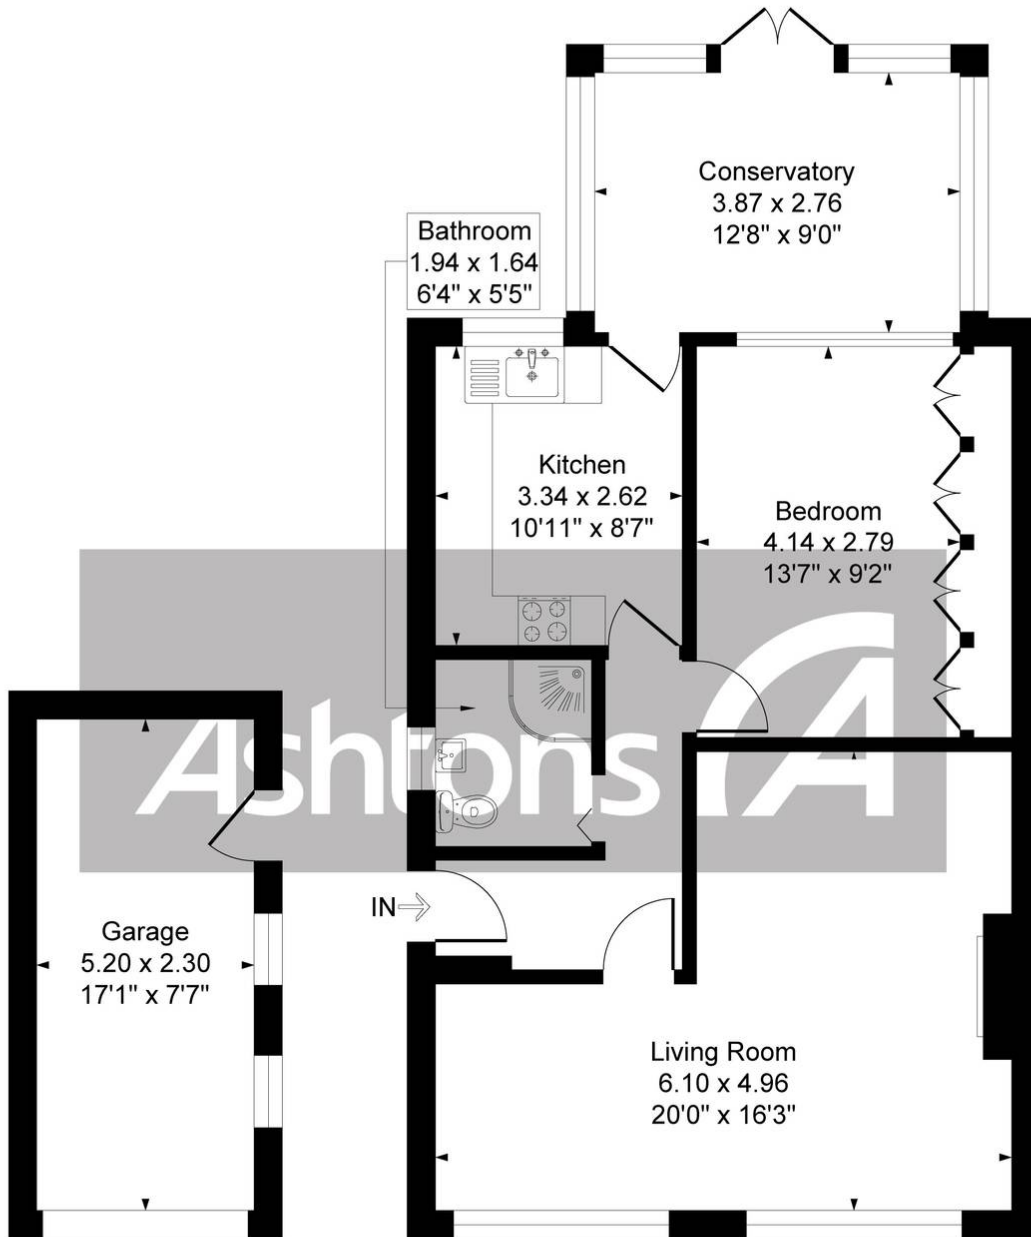 Conservatory
3.87 x 2.76
12'8" x 9'0"
Bathroom
1.94 x 1.64
6'4" x 5'5"
Kitchen
3.34 x 2.62
10'11" x 8'7"
Bedroom
4.14 x 2.79
13'7" x 9'2"
Ashtons A
IN
Garage
5.20 x 2.30
17'1" x 7'7"
Living Room
6.10 x 4.96
20'0" x 16'3"